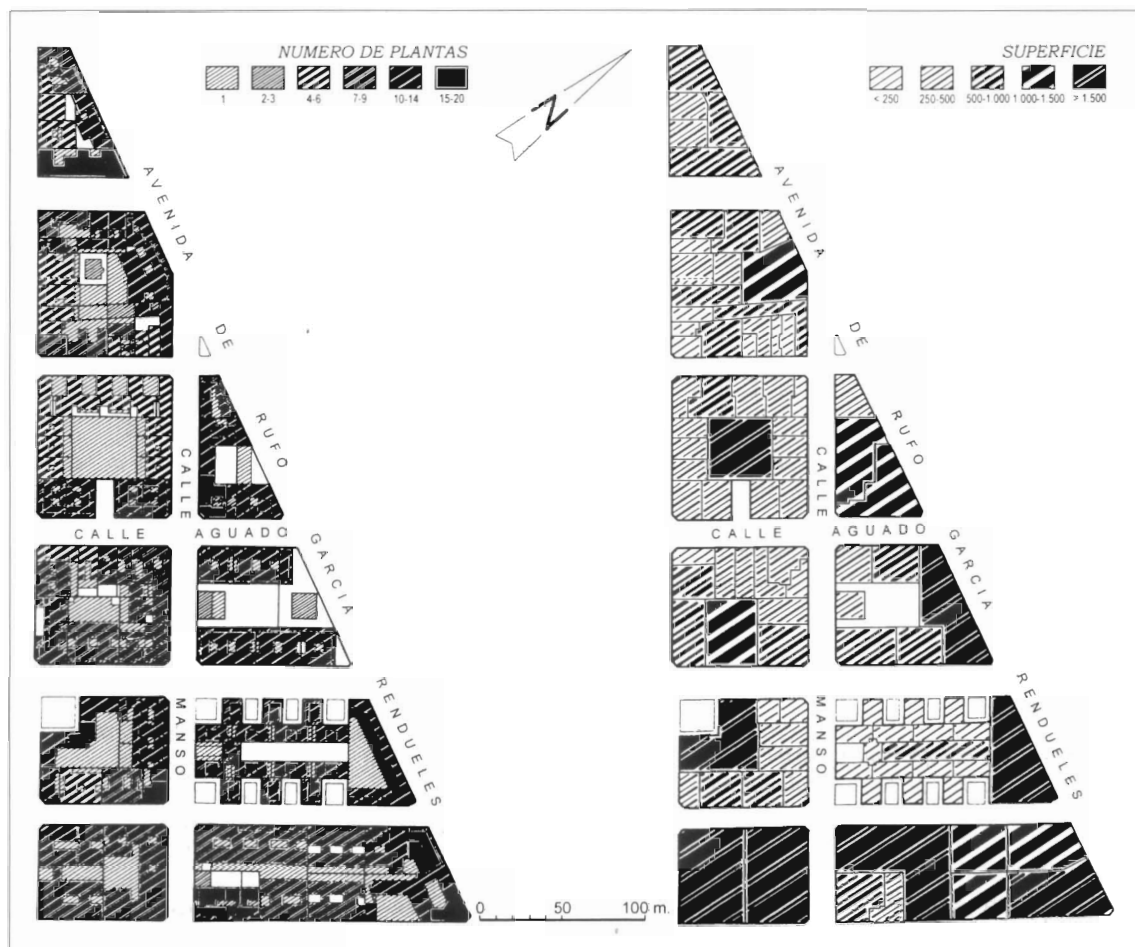 NUMERO DE PLANTAS
1 2-3 4-6 7-9 10-14 15-20
N
SUPERFICIE
< 250 250-500 500-1.000 1.000-1.500 > 1.500
AVENIDA
DE
RUFO
GARCIA
RENDUELES
CALLE
MANSO
CALLE AGUADO
0 50 100 m.
AVENIDA
DE
RUFO
GARCIA
RENDUELES
CALLE
MANSO
CALLE AGUADO